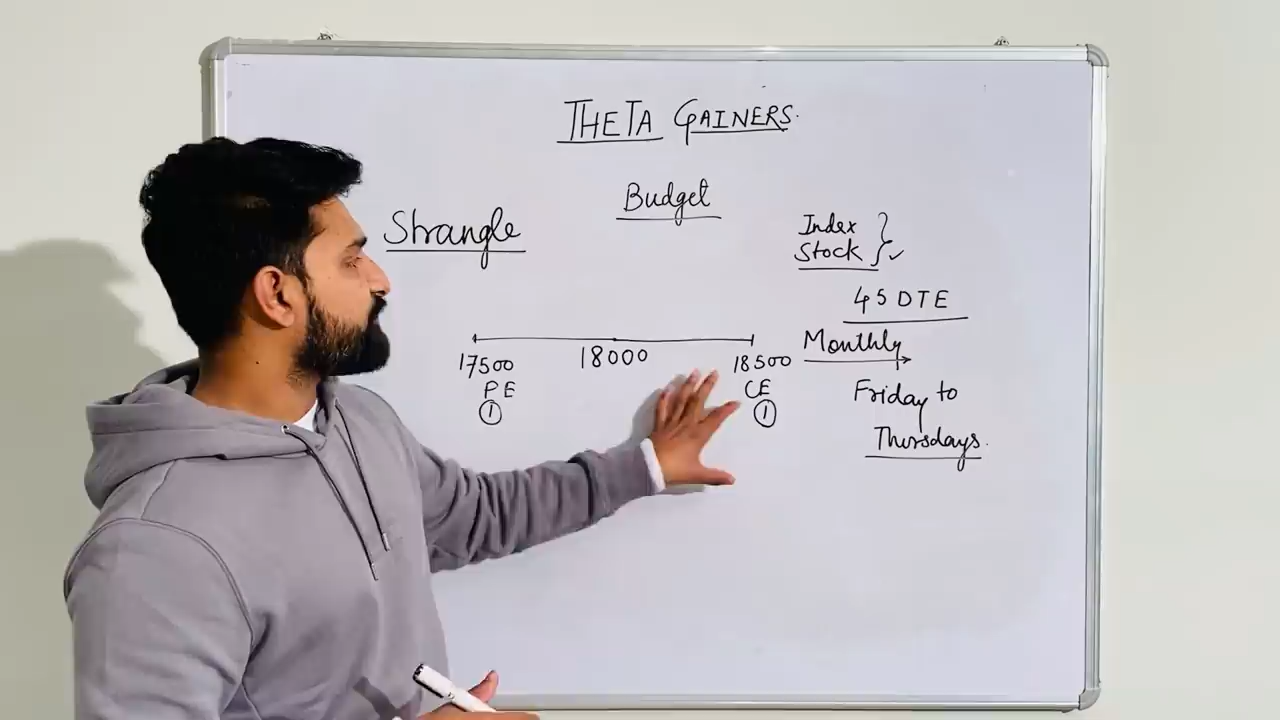 THETA GAINERS.
Budget
Strangle
Index
Stock
45 DTE
Monthly
17500 18000 18500
PE CE
1 1
Friday to
Thursdays.